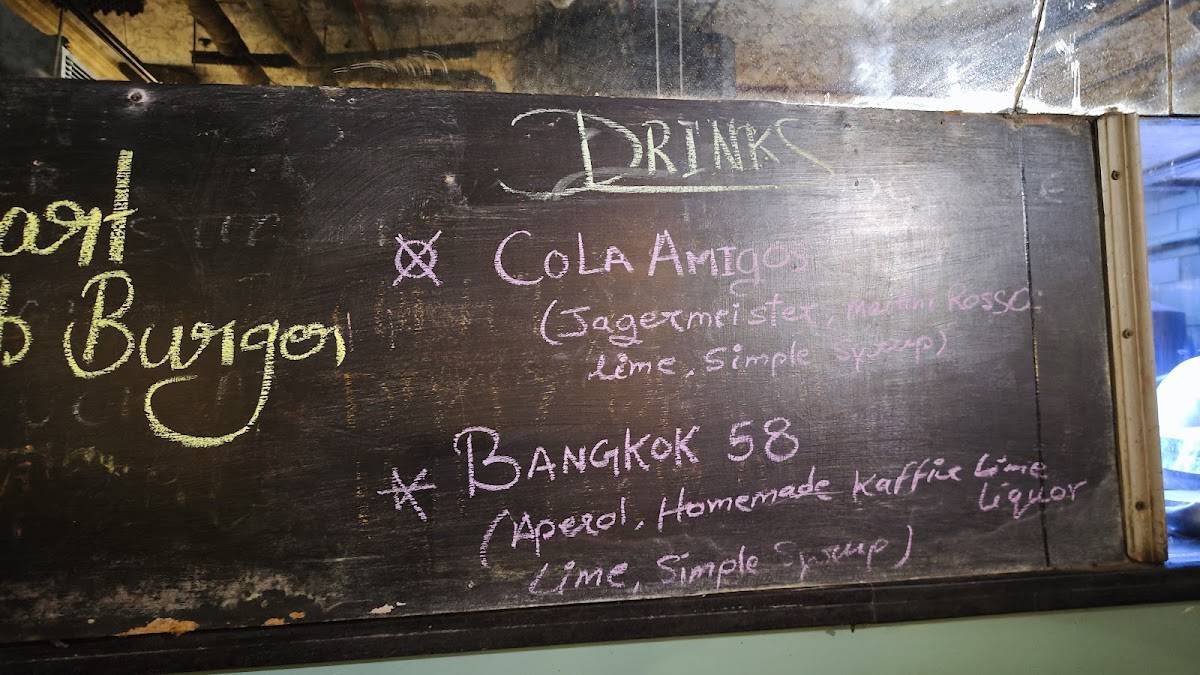 art
Burger
DRINKS
COLA AMIGOS
(Jagermeister, Martini Rosso.
Lime, Simple Syrup)
BANGKOK 58
(Aperol, Homemade Kaffir Lime
Liquor
Lime, Simple Syrup)